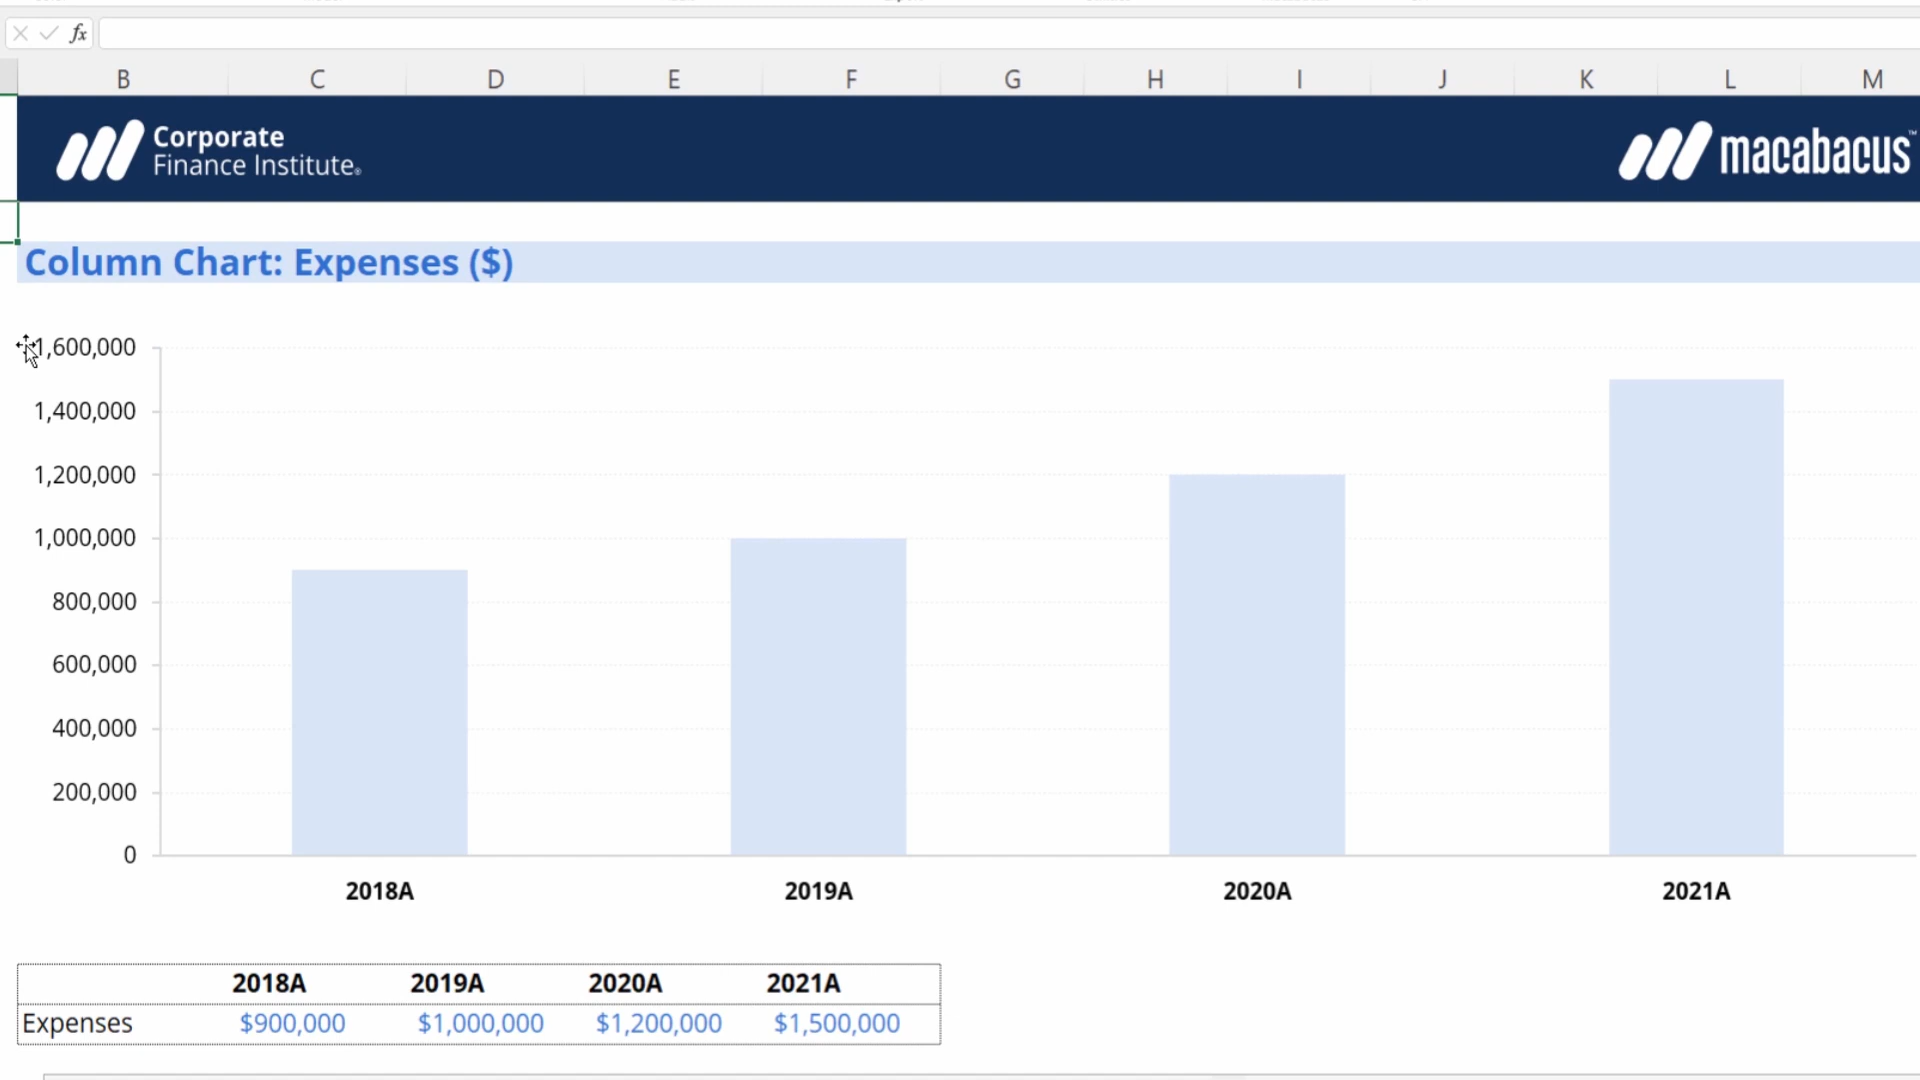 fx
B C D E F G H I J K L M
Corporate
Finance Institute®
macabacus™
Column Chart: Expenses ($)
1,600,000
1,400,000
1,200,000
1,000,000
800,000
600,000
400,000
200,000
0
2018A 2019A 2020A 2021A
2018A 2019A 2020A 2021A
Expenses $900,000 $1,000,000 $1,200,000 $1,500,000